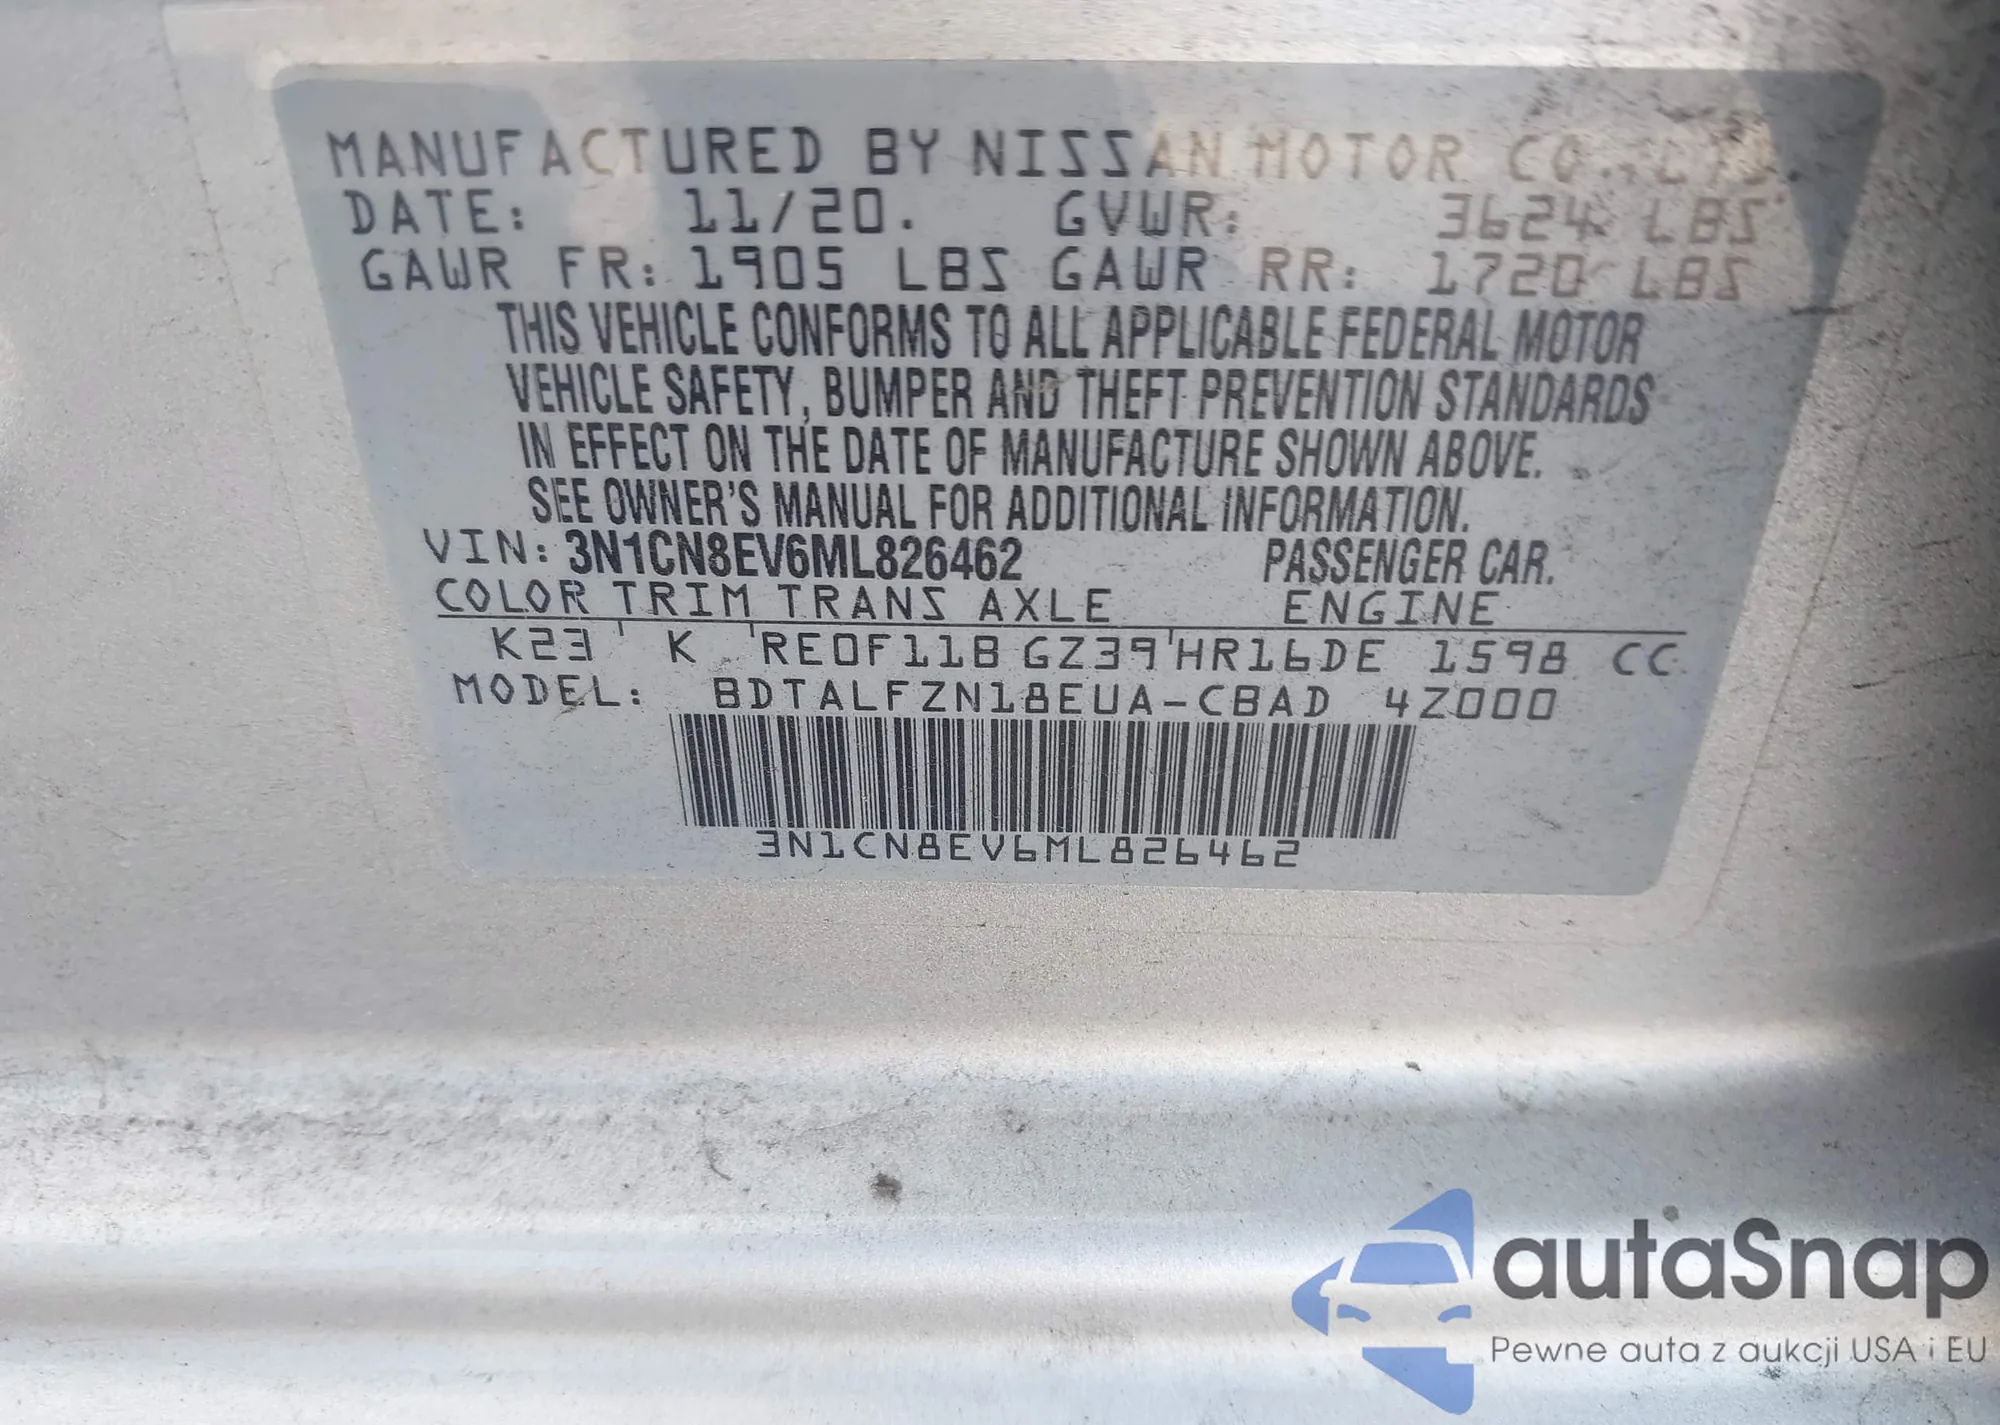 MANUFACTURED BY NISSAN MOTOR CO., LTD.
DATE: 11/20. GVWR: 3624 LBS
GAWR FR: 1905 LBS GAWR RR: 1720 LBS
THIS VEHICLE CONFORMS TO ALL APPLICABLE FEDERAL MOTOR
VEHICLE SAFETY, BUMPER AND THEFT PREVENTION STANDARDS
IN EFFECT ON THE DATE OF MANUFACTURE SHOWN ABOVE.
SEE OWNER'S MANUAL FOR ADDITIONAL INFORMATION.
VIN: 3N1CN8EV6ML826462 PASSENGER CAR.
COLOR TRIM TRANS AXLE ENGINE
K23 K RE0F11B GZ39 HR16DE 1598 CC
MODEL: BDTALFZN18EUA-CBAD 4Z000
3N1CN8EV6ML826462
autaSnap
Pewne auta z aukcji USA i EU